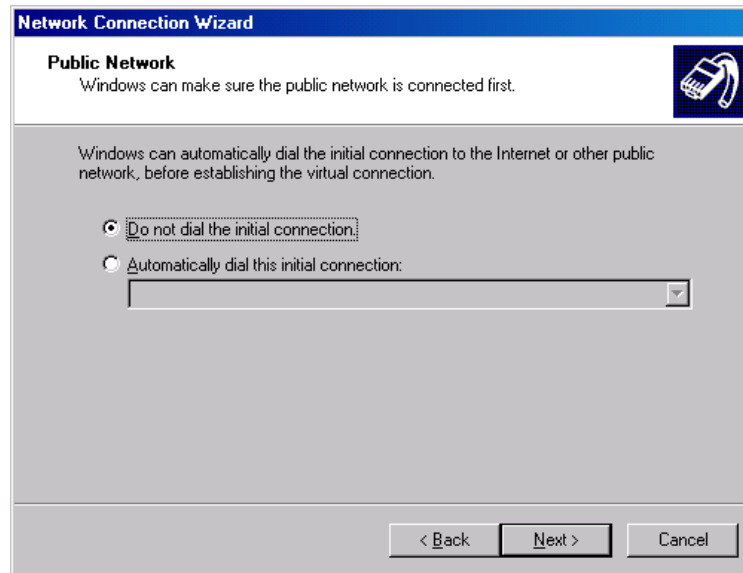 Network Connection Wizard
Public Network
Windows can make sure the public network is connected first.
Windows can automatically dial the initial connection to the Internet or other public
network, before establishing the virtual connection.
Do not dial the initial connection.
Automatically dial this initial connection:
< Back
Next >
Cancel